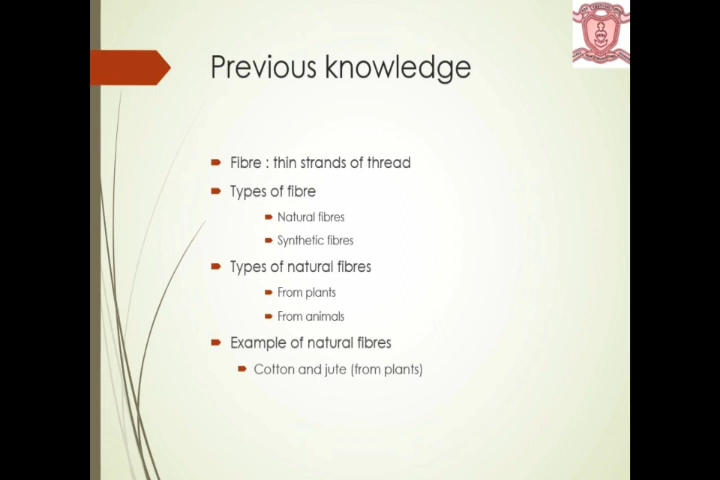 Previous knowledge
Fibre : thin strands of thread
Types of fibre
Natural fibres
Synthetic fibres
Types of natural fibres
From plants
From animals
Example of natural fibres
Cotton and jute (from plants)